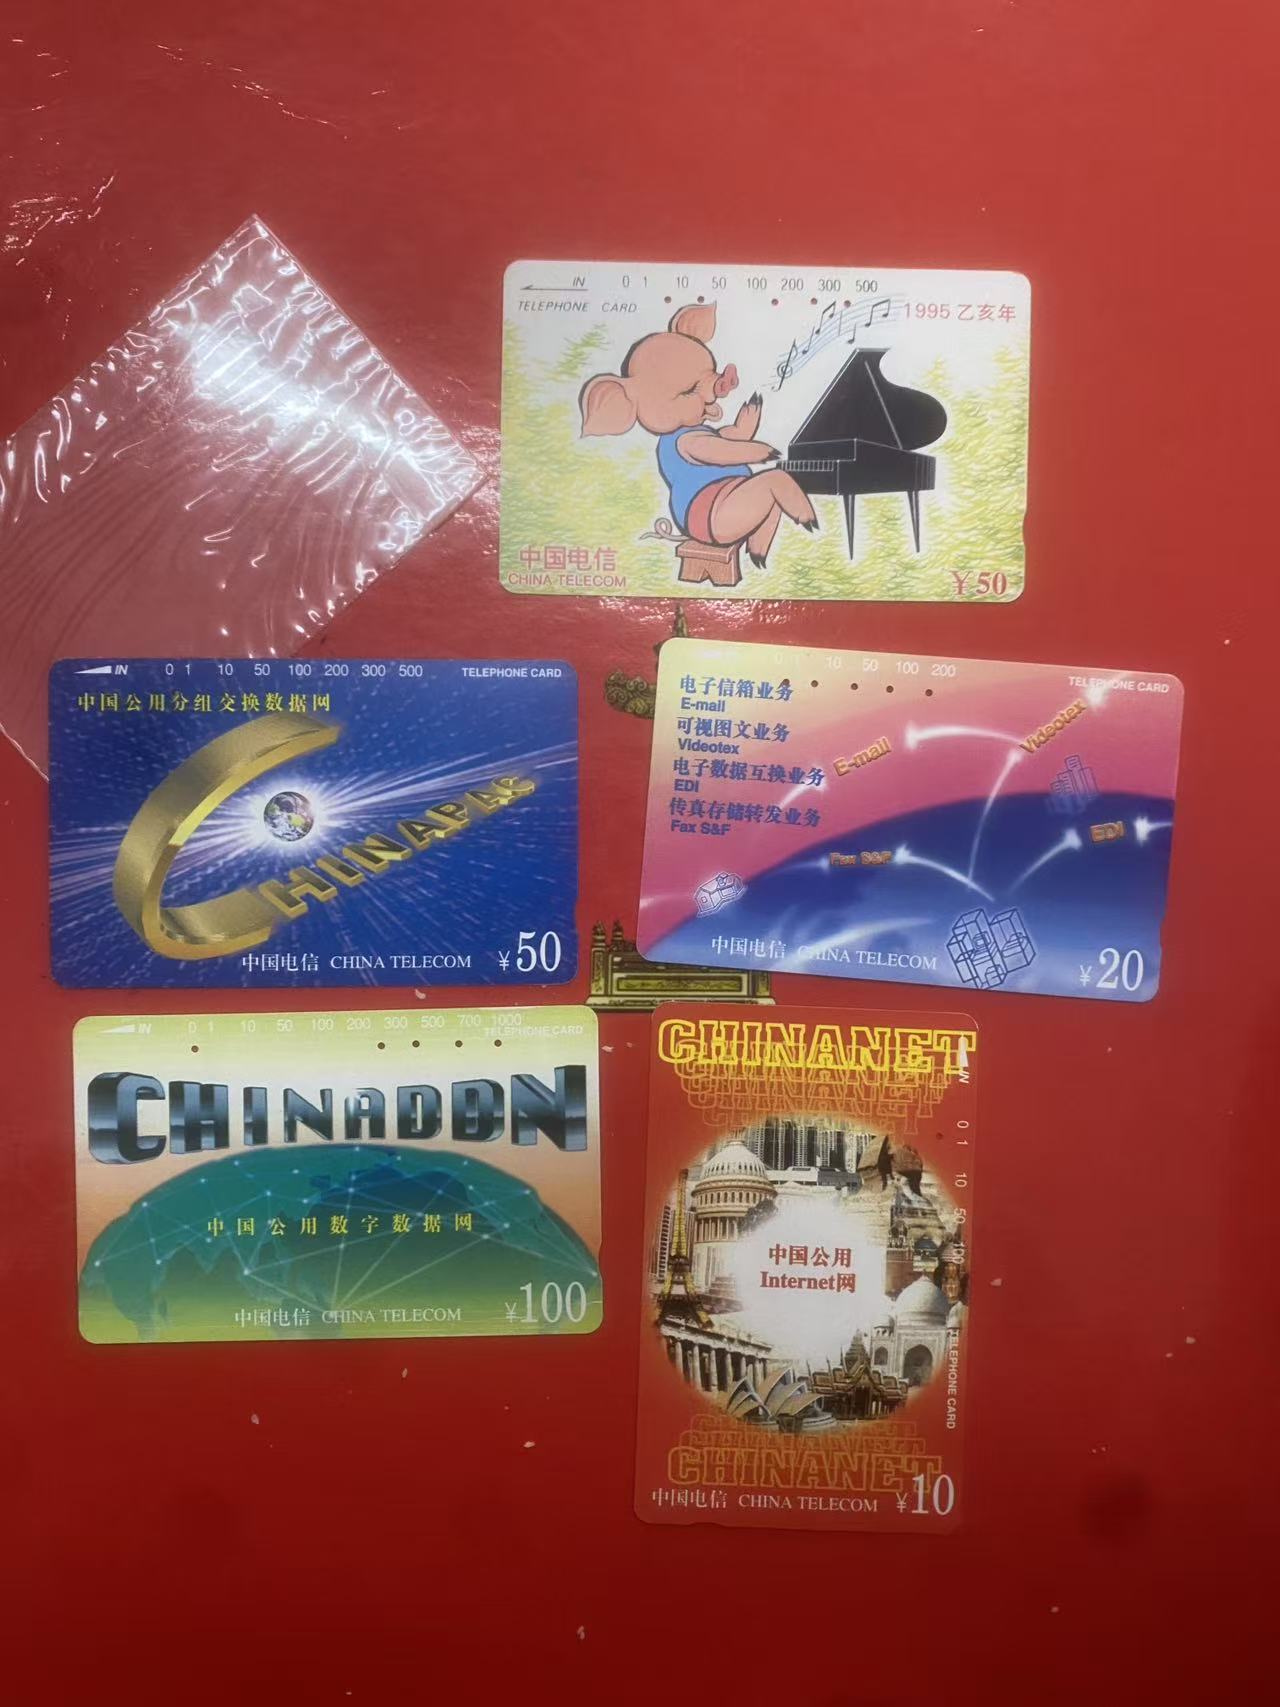 IN 0 1 10 50 100 200 300 500
TELEPHONE CARD
1995 乙亥年
中国电信
CHINA TELECOM
¥50
IN 0 1 10 50 100 200 300 500 TELEPHONE CARD
中国公用分组交换数据网
CHINAPAC
中国电信 CHINA TELECOM ¥50
0 1 10 50 100 200
TELEPHONE CARD
电子信箱业务
E-mail
可视图文业务
Videotex
电子数据互换业务
EDI
传真存储转发业务
Fax S&F
E-mail
Videotex
EDI
Fax S&F
中国电信 CHINA TELECOM ¥20
IN 0 1 10 50 100 200 300 500 700 1000
TELEPHONE CARD
CHINADDN
中国公用数字数据网
中国电信 CHINA TELECOM ¥100
CHINANET
CHINANET
CHINANET
IN 0 1 10 50 100
TELEPHONE CARD
中国公用
Internet网
CHINANET
CHINANET
中国电信 CHINA TELECOM ¥10